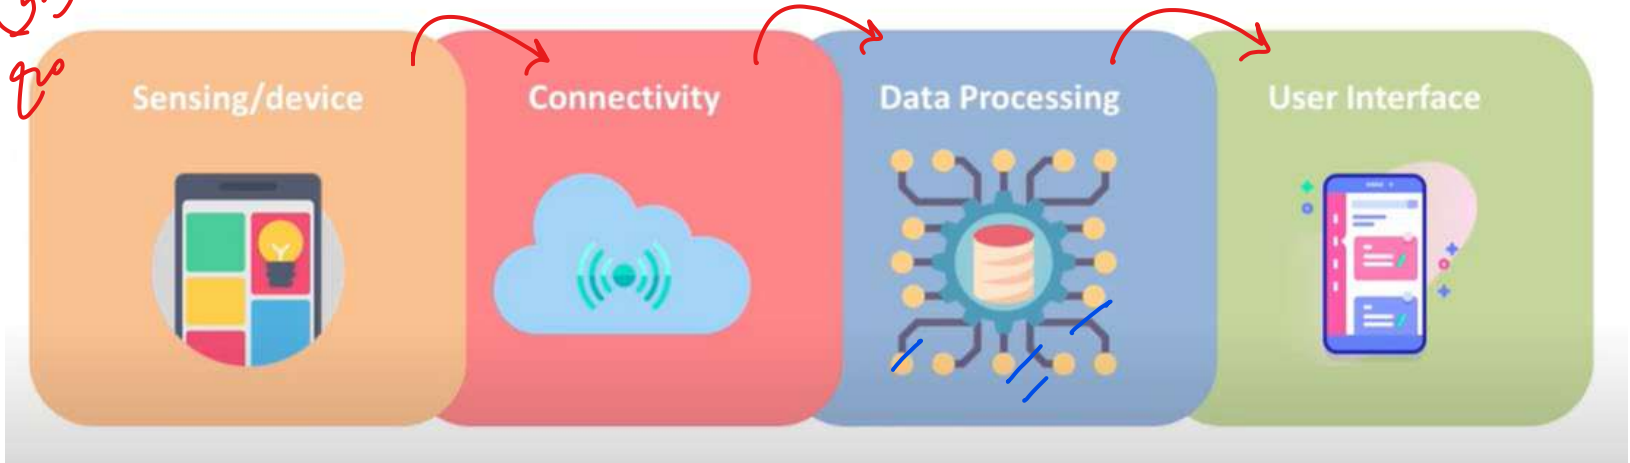 Sensing/device
Connectivity
Data Processing
User Interface